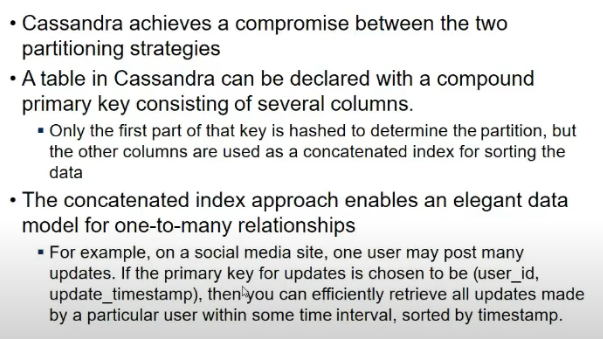 • Cassandra achieves a compromise between the two
partitioning strategies
• A table in Cassandra can be declared with a compound
primary key consisting of several columns.
▪ Only the first part of that key is hashed to determine the partition, but
the other columns are used as a concatenated index for sorting the
data
• The concatenated index approach enables an elegant data
model for one-to-many relationships
▪ For example, on a social media site, one user may post many
updates. If the primary key for updates is chosen to be (user_id,
update_timestamp), then you can efficiently retrieve all updates made
by a particular user within some time interval, sorted by timestamp.